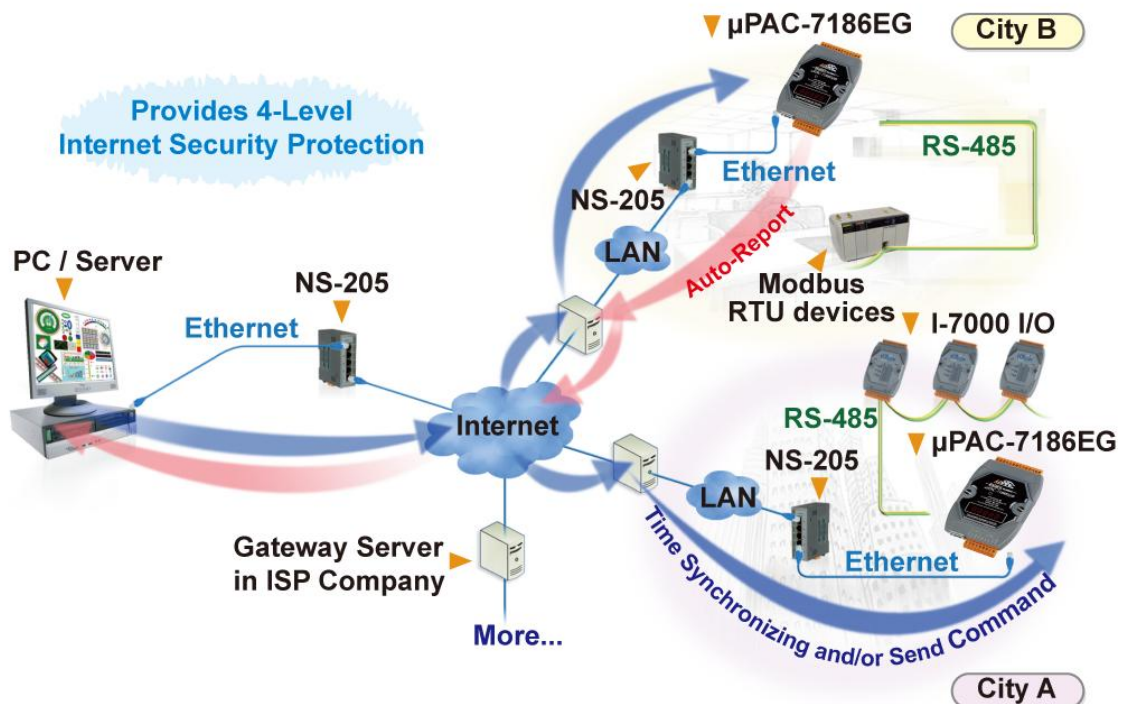 µPAC-7186EG
City B
Provides 4-Level
Internet Security Protection
RS-485
Ethernet
NS-205
LAN
Auto-Report
Modbus
RTU devices
PC / Server
NS-205
Ethernet
I-7000 I/O
Internet
RS-485
µPAC-7186EG
NS-205
LAN
Gateway Server
in ISP Company
Ethernet
Time Synchronizing and/or Send Command
More...
City A